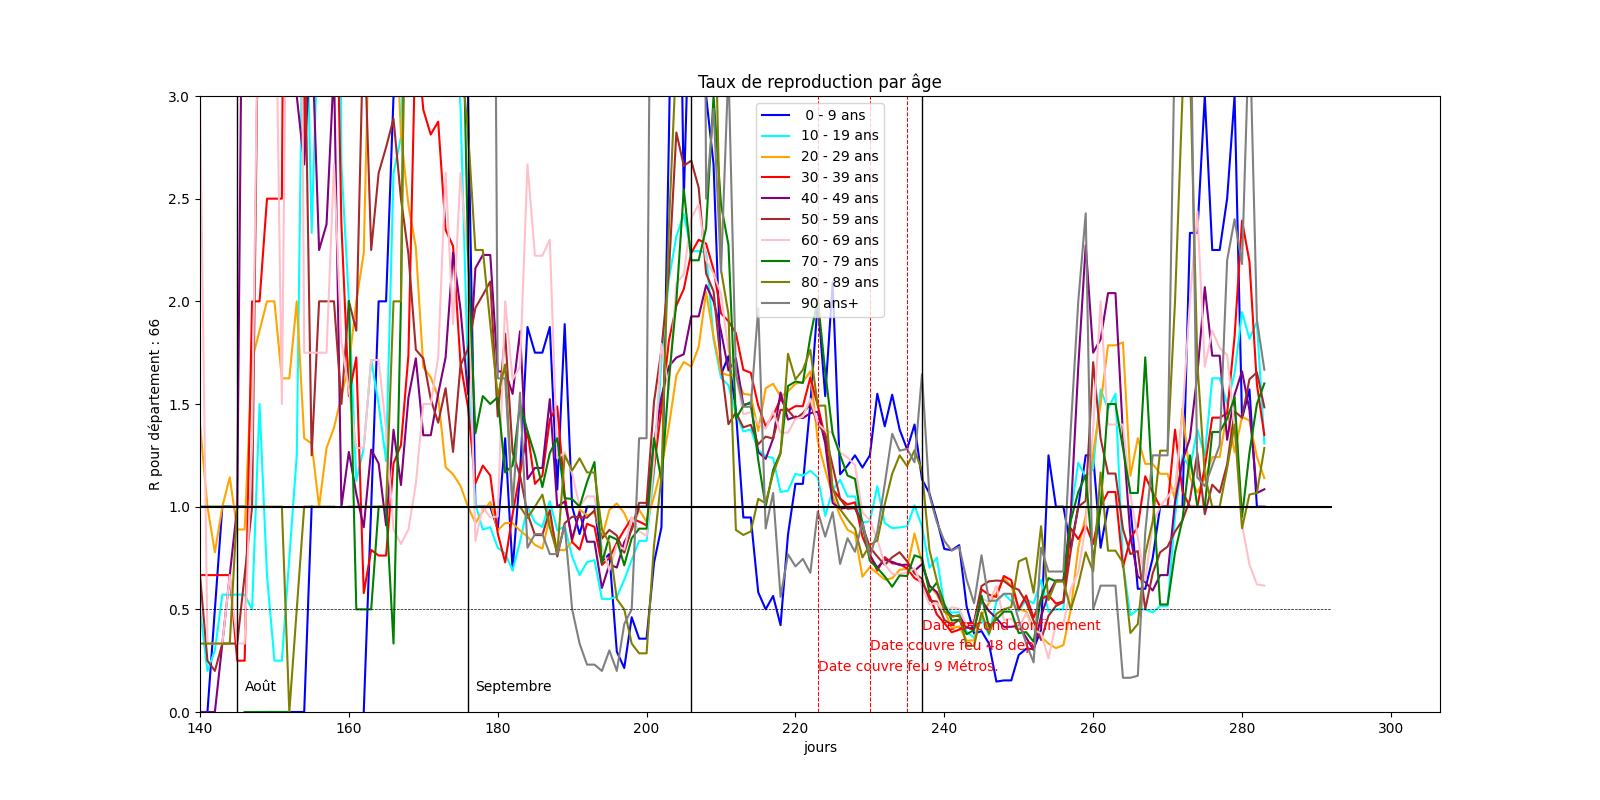 Taux de reproduction par âge
R pour département : 66
3.0
2.5
2.0
1.5
1.0
0.5
0.0
0 - 9 ans
10 - 19 ans
20 - 29 ans
30 - 39 ans
40 - 49 ans
50 - 59 ans
60 - 69 ans
70 - 79 ans
80 - 89 ans
90 ans+
Date second confinement
Date couvre feu 48 dep.
Date couvre feu 9 Métros.
Août
Septembre
140 160 180 200 220 240 260 280 300
jours